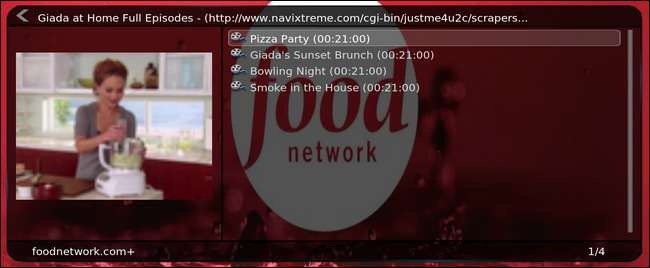 Giada at Home Full Episodes - (http://www.navixtreme.com/cgi-bin/justme4u2c/scrapers...
Pizza Party (00:21:00)
Giada's Sunset Brunch (00:21:00)
Bowling Night (00:21:00)
Smoke in the House (00:21:00)
food
network
foodnetwork.com+
1/4